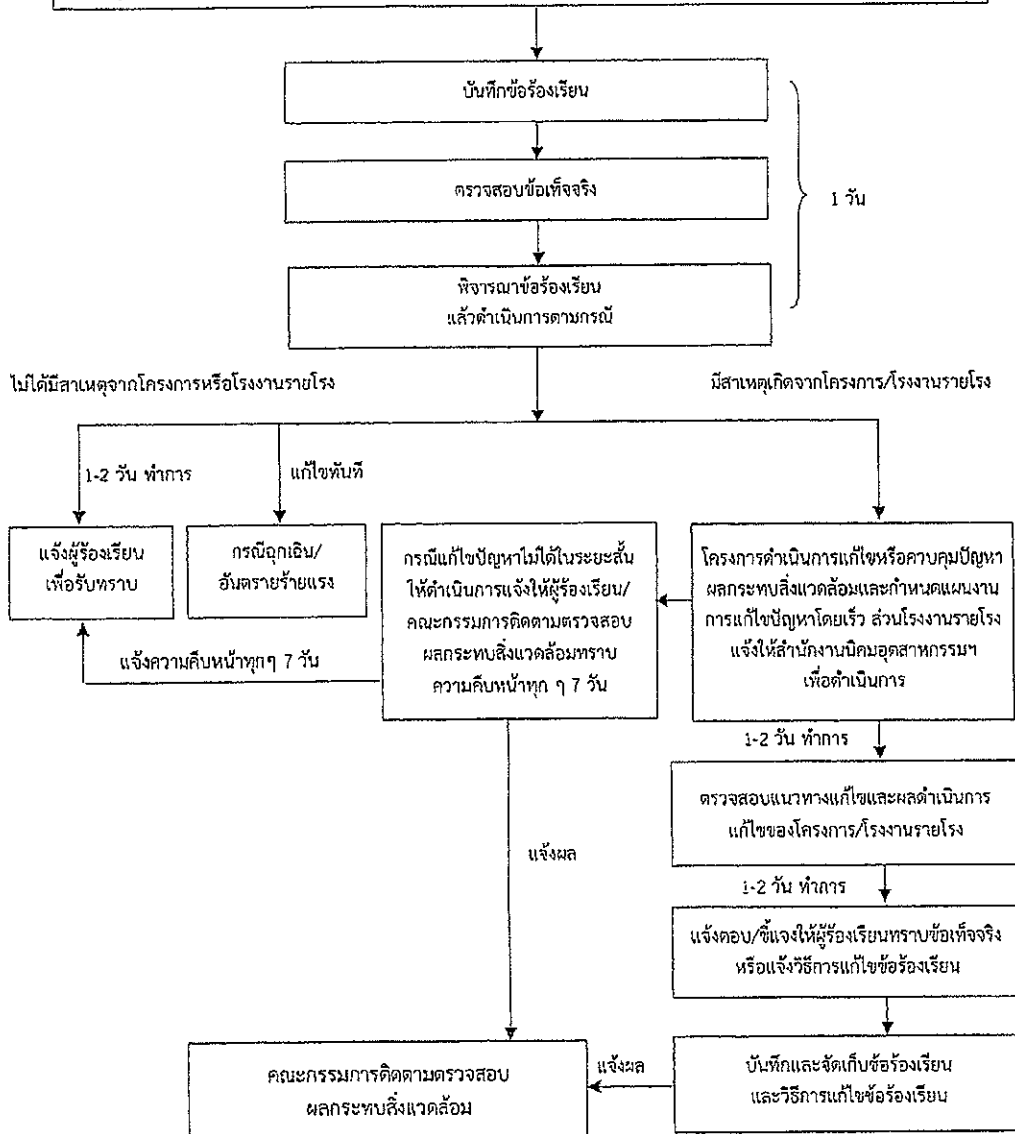 บันทึกข้อร้องเรียน
ตรวจสอบข้อเท็จจริง
1 วัน
พิจารณาข้อร้องเรียน
แล้วดำเนินการตามกรณี
ไม่ได้มีสาเหตุจากโครงการหรือโรงงานรายโรง
มีสาเหตุเกิดจากโครงการ/โรงงานรายโรง
1-2 วัน ทำการ
แก้ไขทันที
แจ้งผู้ร้องเรียน
เพื่อรับทราบ
กรณีฉุกเฉิน/
อันตรายร้ายแรง
กรณีแก้ไขปัญหาไม่ได้ในระยะสั้น
ให้ดำเนินการแจ้งให้ผู้ร้องเรียน/
คณะกรรมการติดตามตรวจสอบ
ผลกระทบสิ่งแวดล้อมทราบ
ความคืบหน้าทุก ๆ 7 วัน
โครงการดำเนินการแก้ไขหรือควบคุมปัญหา
ผลกระทบสิ่งแวดล้อมและกำหนดแผนงาน
การแก้ไขปัญหาโดยเร็ว ส่วนโรงงานรายโรง
แจ้งให้สำนักงานนิคมอุตสาหกรรมฯ
เพื่อดำเนินการ
แจ้งความคืบหน้าทุกๆ 7 วัน
1-2 วัน ทำการ
ตรวจสอบแนวทางแก้ไขและผลดำเนินการ
แก้ไขของโครงการ/โรงงานรายโรง
แจ้งผล
1-2 วัน ทำการ
แจ้งตอบ/ชี้แจงให้ผู้ร้องเรียนทราบข้อเท็จจริง
หรือแจ้งวิธีการแก้ไขข้อร้องเรียน
คณะกรรมการติดตามตรวจสอบ
ผลกระทบสิ่งแวดล้อม
แจ้งผล
บันทึกและจัดเก็บข้อร้องเรียน
และวิธีการแก้ไขข้อร้องเรียน